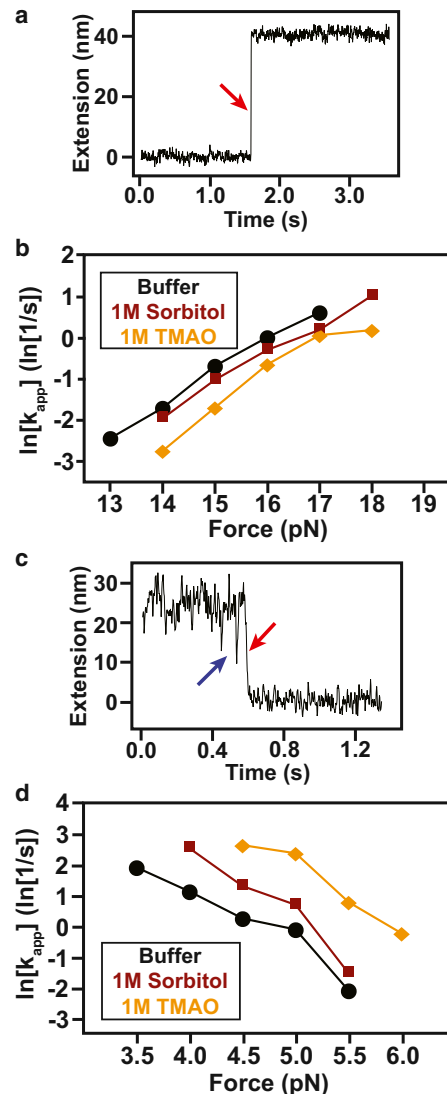 a
Extension (nm)
40
20
0
0.0 1.0 2.0 3.0
Time (s)
b
ln[k_app] (ln[1/s])
2
1
0
-1
-2
-3
Buffer
1M Sorbitol
1M TMAO
13 14 15 16 17 18 19
Force (pN)
c
Extension (nm)
30
20
10
0
0.0 0.4 0.8 1.2
Time (s)
d
ln[k_app] (ln[1/s])
4
3
2
1
0
-1
-2
-3
Buffer
1M Sorbitol
1M TMAO
3.5 4.0 4.5 5.0 5.5 6.0
Force (pN)